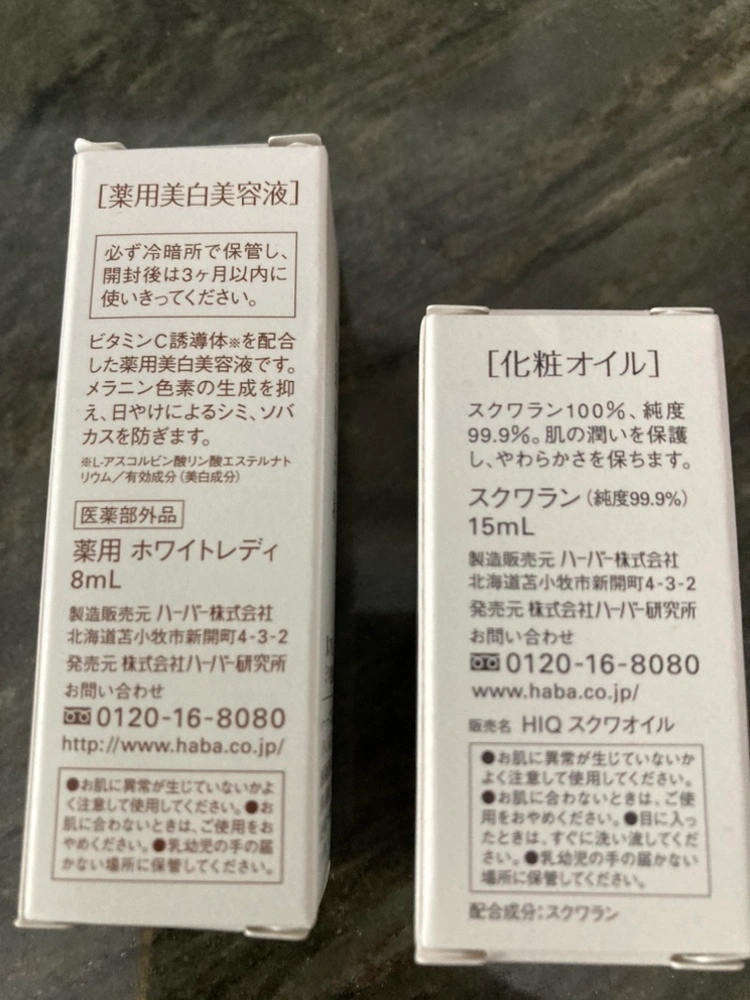 [薬用美白美容液]
必ず冷暗所で保管し、
開封後は3ヶ月以内に
使いきってください。
ビタミンC誘導体※を配合
した薬用美白美容液です。
メラニン色素の生成を抑
え、日やけによるシミ、ソバ
カスを防ぎます。
※L-アスコルビン酸リン酸エステルナト
リウム/有効成分(美白成分)
医薬部外品
薬用 ホワイトレディ
8mL
製造販売元 ハーバー株式会社
北海道苫小牧市新開町4-3-2
発売元 株式会社ハーバー研究所
お問い合わせ
0120-16-8080
http://www.haba.co.jp/
●お肌に異常が生じていないかよ
く注意して使用してください。●お
肌に合わないときは、ご使用をお
やめください。●乳幼児の手の届
かない場所に保管してください。
[化粧オイル]
スクワラン100%、純度
99.9%。肌の潤いを保護
し、やわらかさを保ちます。
スクワラン(純度99.9%)
15mL
製造販売元 ハーバー株式会社
北海道苫小牧市新開町4-3-2
発売元 株式会社ハーバー研究所
お問い合わせ
0120-16-8080
www.haba.co.jp/
販売名 HIQ スクワオイル
●お肌に異常が生じていないか
よく注意して使用してください。
●お肌に合わないときは、ご使
用をおやめください。●目に入っ
たときは、すぐに洗い流してくだ
さい。●乳幼児の手の届かない
場所に保管してください。
配合成分:スクワラン